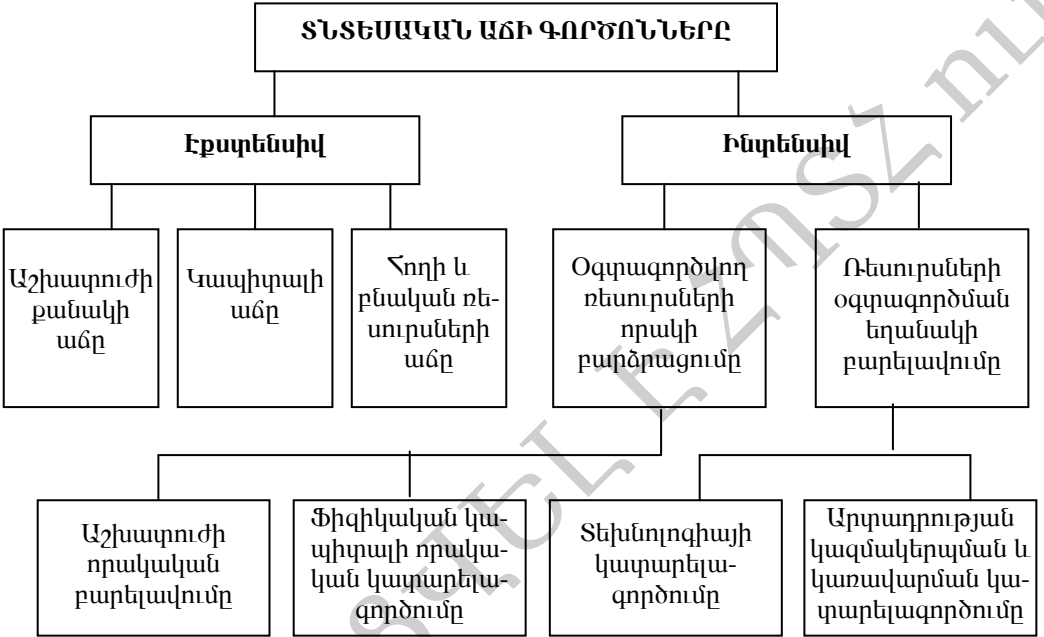 ՏՆՏԵՍԱԿԱՆ ԱՃԻ ԳՈՐԾՈՆՆԵՐԸ
Էքստենսիվ
Ինտենսիվ
Աշխատուժի
քանակի
աճը
Կապիտալի
աճը
Հողի և
բնական ռե-
սուրսների
աճը
Օգտագործվող
ռեսուրսների
որակի
բարձրացումը
Ռեսուրսների
օգտագործման
եղանակի
բարելավումը
Աշխատուժի
որակական
բարելավումը
Ֆիզիկական կա-
պիտալի որակա-
կան կատարելա-
գործումը
Տեխնոլոգիայի
կատարելա-
գործումը
Արտադրության
կազմակերպման և
կառավարման կա-
տարելագործումը